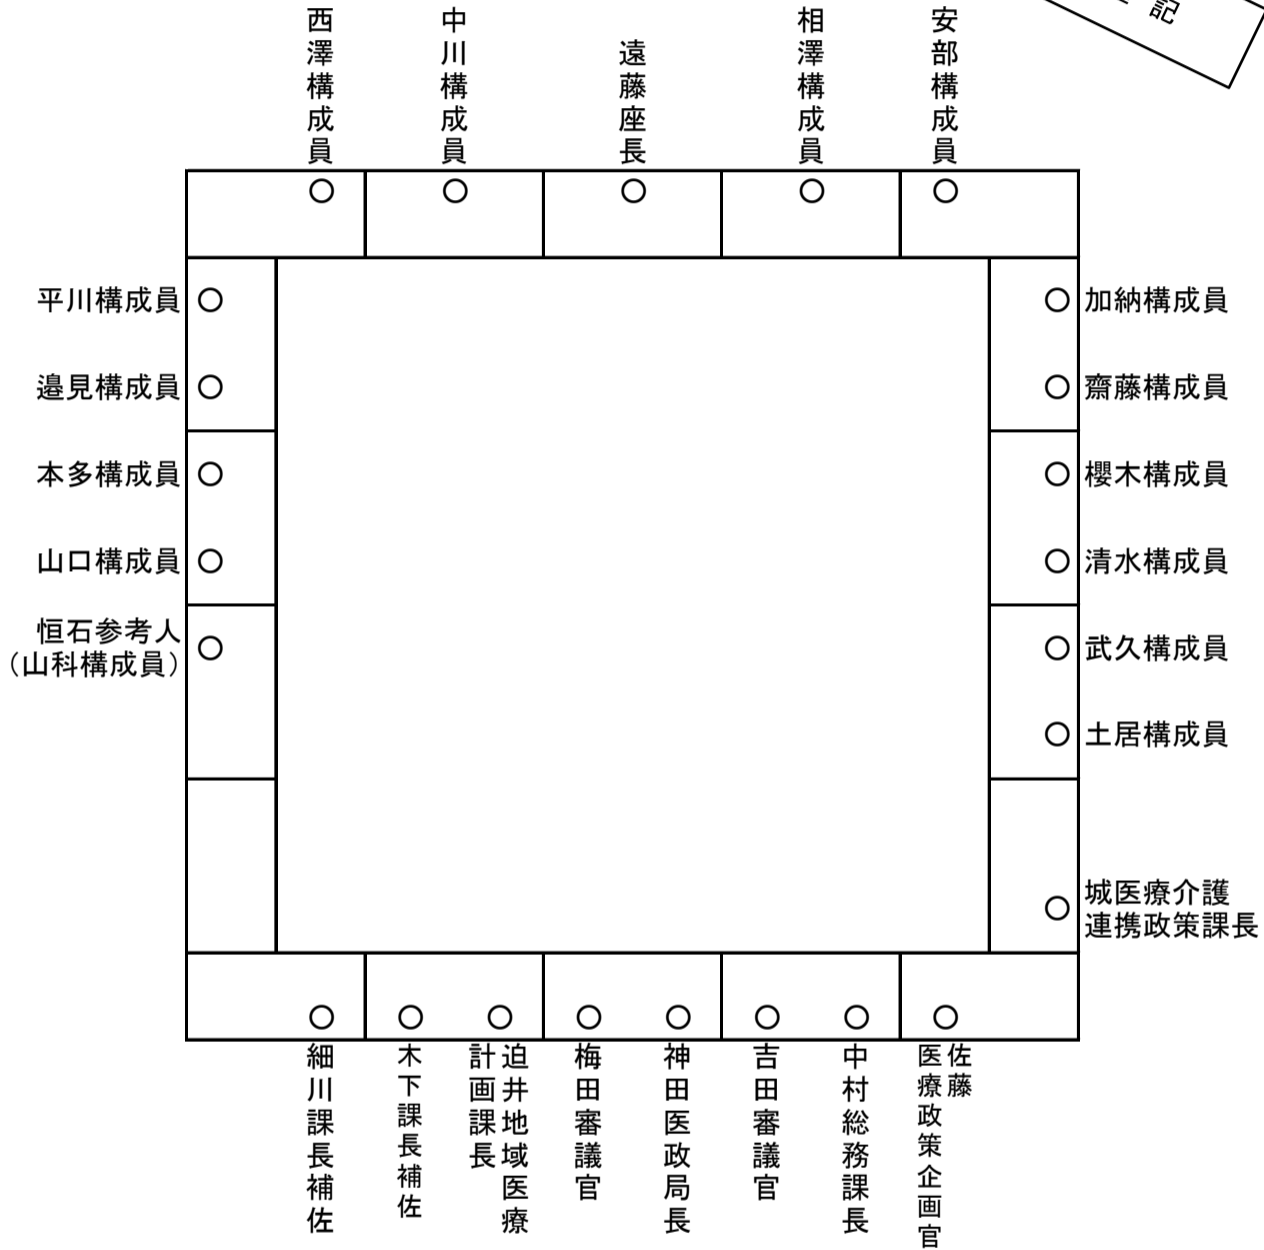 記
西澤構成員
中川構成員
遠藤座長
相澤構成員
安部構成員
平川構成員
邉見構成員
本多構成員
山口構成員
恒石参考人
（山科構成員）
加納構成員
齋藤構成員
櫻木構成員
清水構成員
武久構成員
土居構成員
城医療介護
連携政策課長
細川課長補佐
木下課長補佐
迫井地域医療
計画課長
梅田審議官
神田医政局長
吉田審議官
中村総務課長
佐藤
医療政策企画官